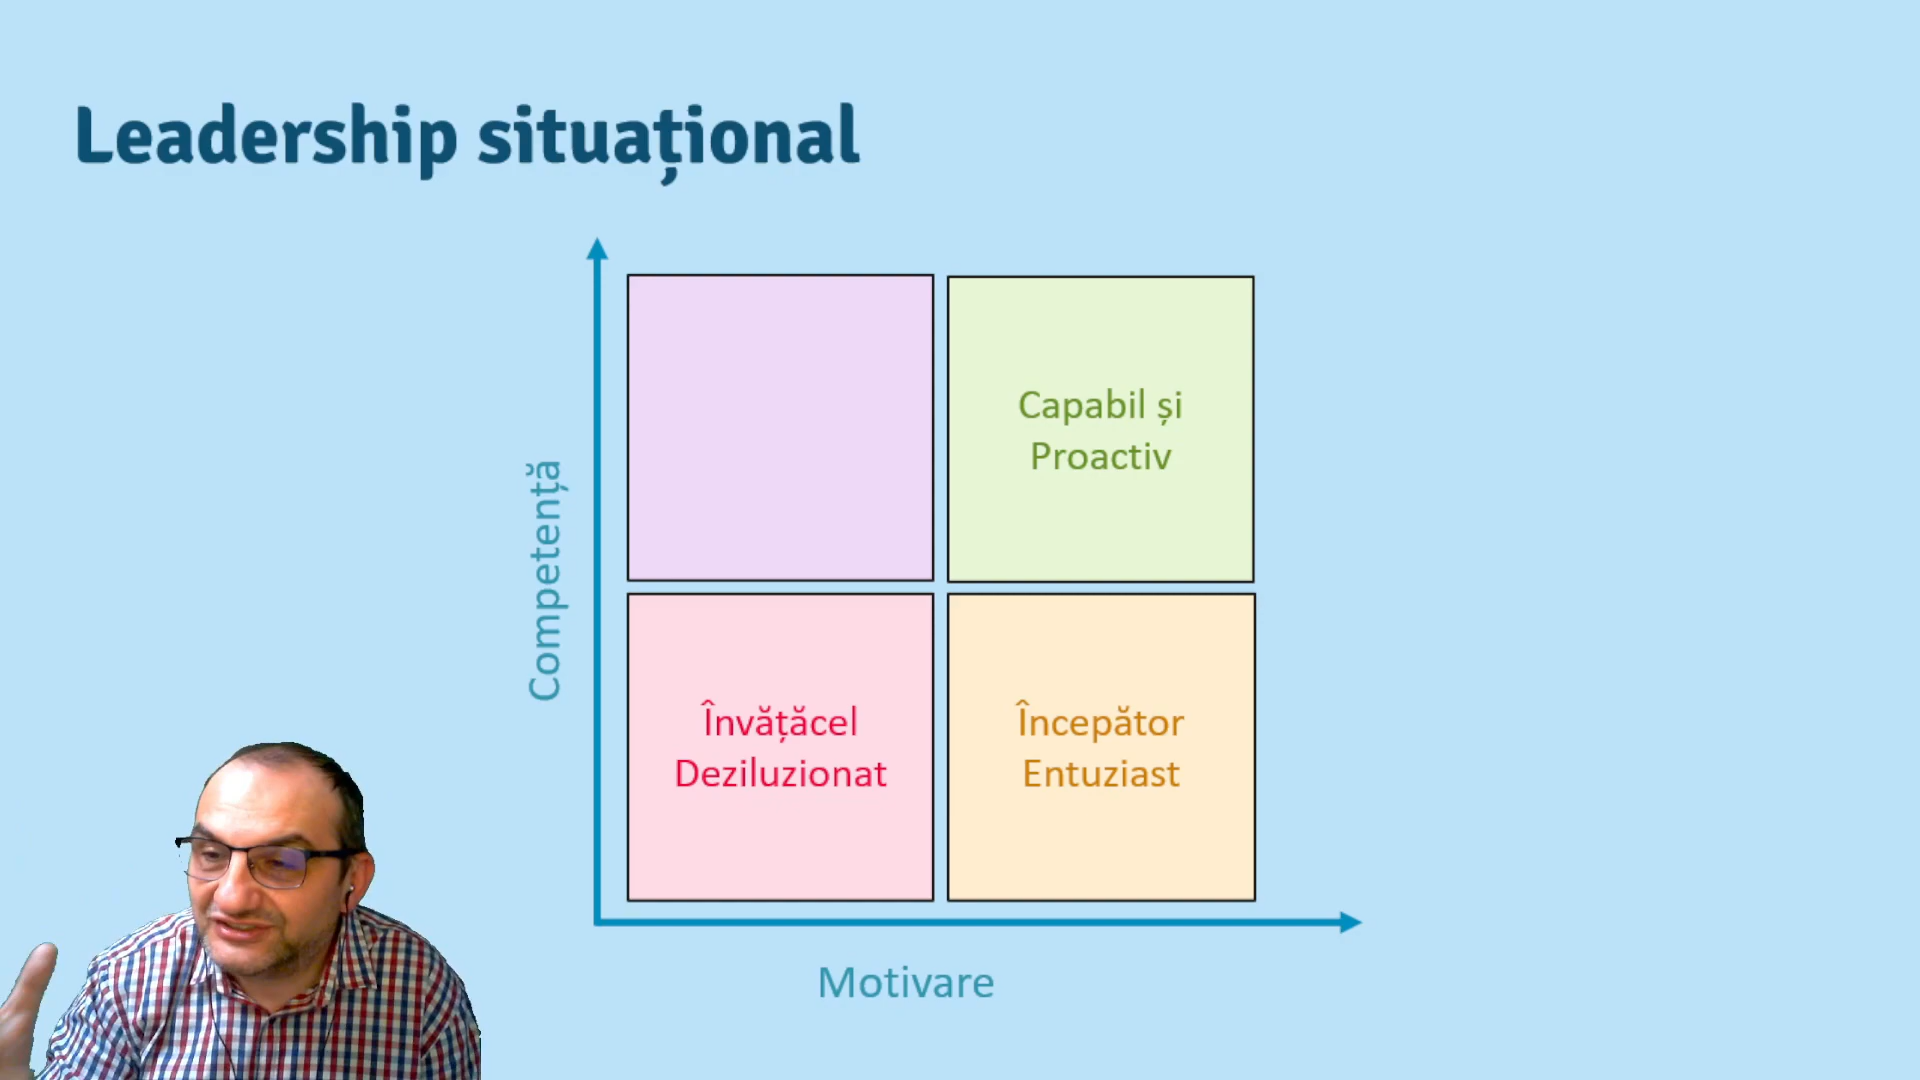 Leadership situațional
Competență
Capabil și
Proactiv
Învățăcel
Deziluzionat
Începător
Entuziast
Motivare